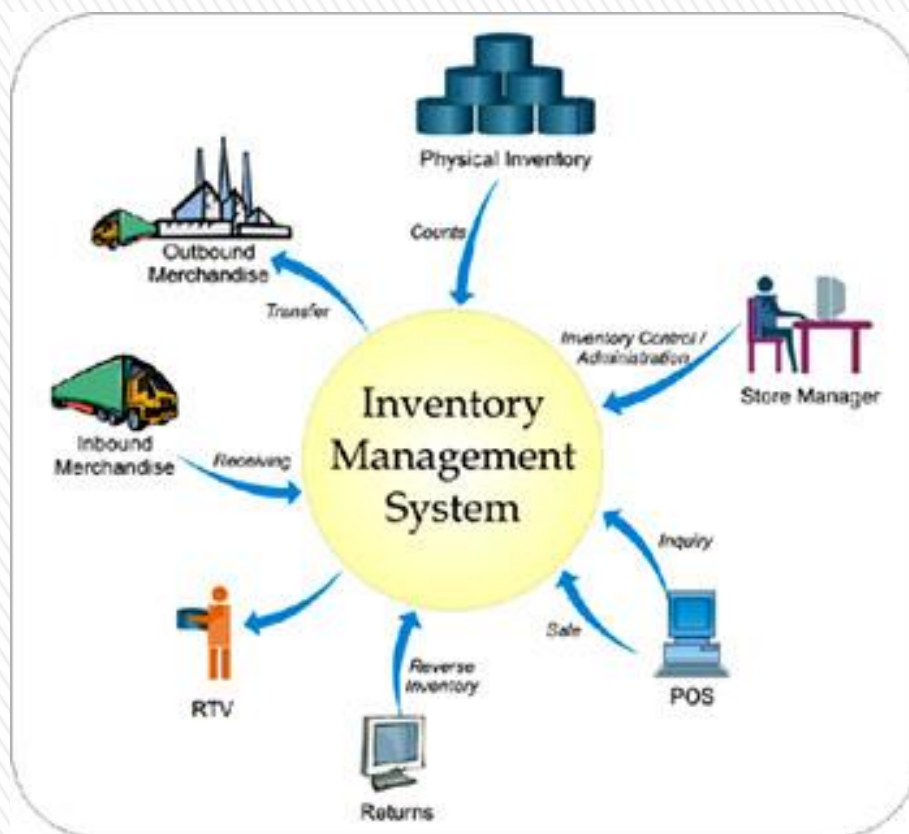 Physical Inventory
Counts
Outbound
Merchandise
Transfer
Inventory Control /
Administration
Store Manager
Inventory
Management
System
Inbound
Merchandise
Receiving
Inquiry
Sale
POS
RTV
Reverse
Inventory
Returns